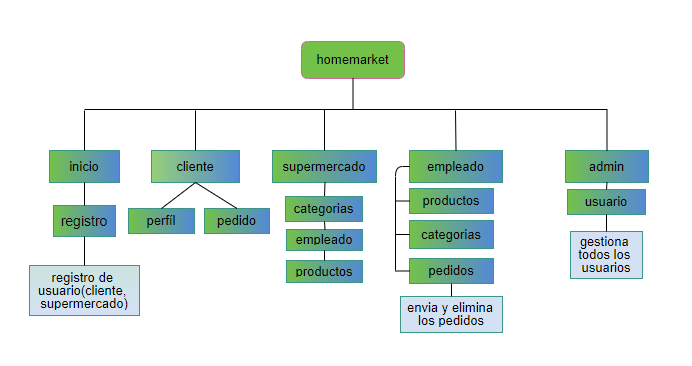 homemarket
inicio
cliente
supermercado
empleado
admin
registro
perfíl
pedido
categorias
empleado
productos
productos
categorias
pedidos
usuario
registro de
usuario(cliente,
supermercado)
envia y elimina
los pedidos
gestiona
todos los
usuarios